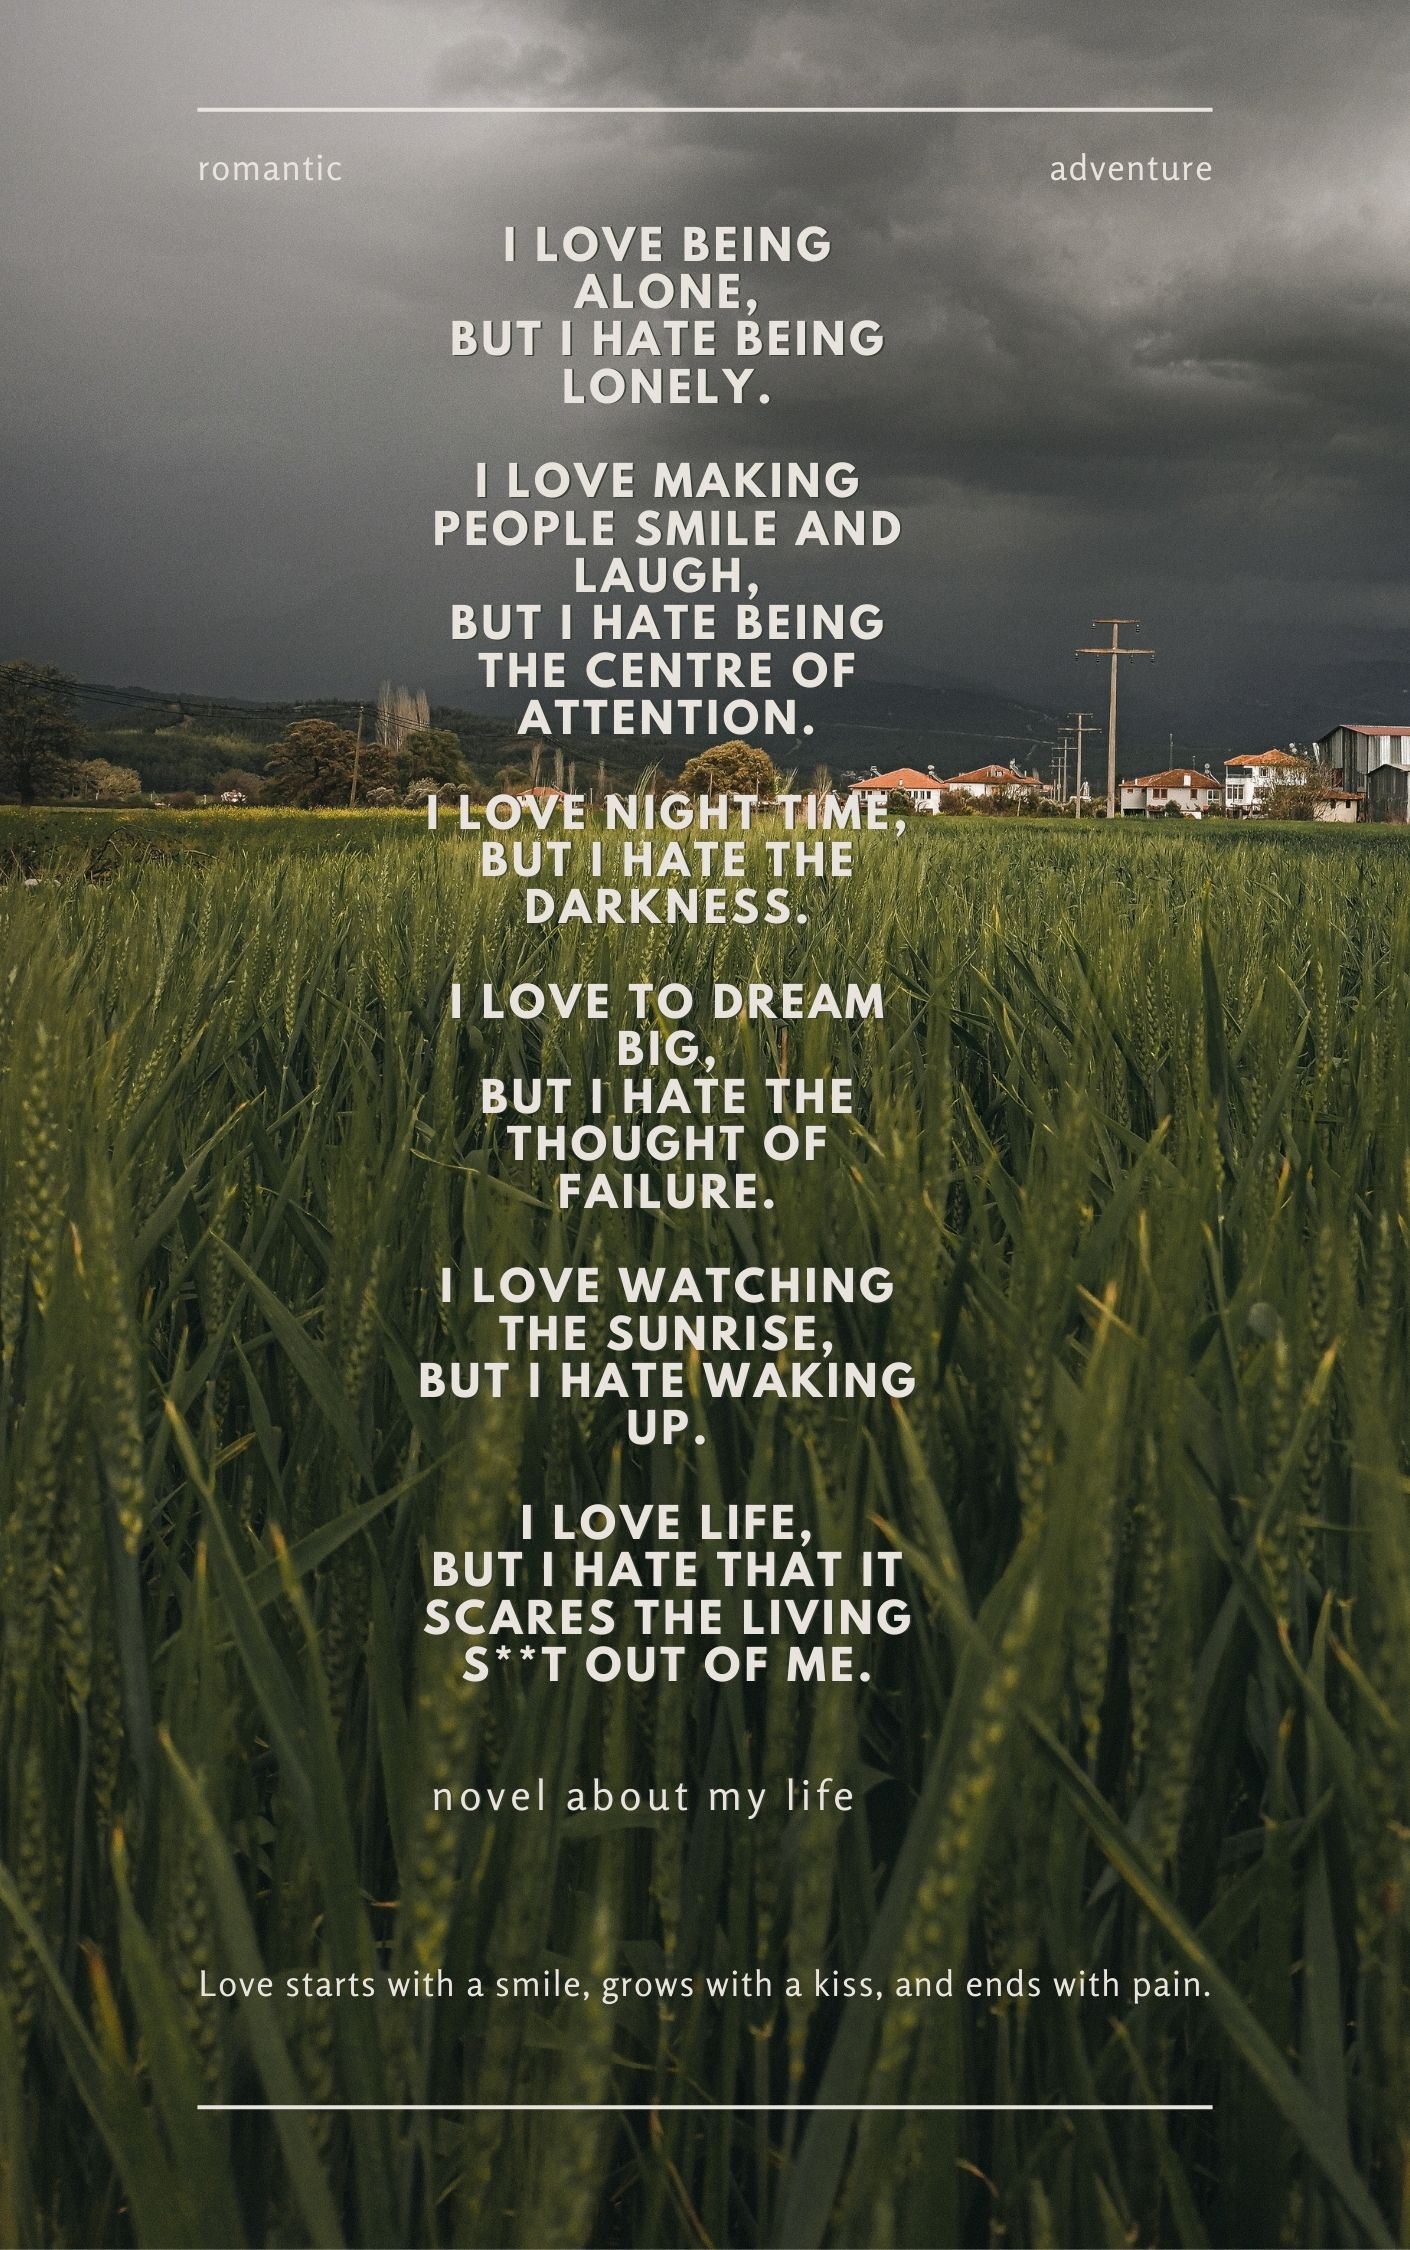 romantic adventure
I LOVE BEING
ALONE,
BUT I HATE BEING
LONELY.
I LOVE MAKING
PEOPLE SMILE AND
LAUGH,
BUT I HATE BEING
THE CENTRE OF
ATTENTION.
I LOVE NIGHT TIME,
BUT I HATE THE
DARKNESS.
I LOVE TO DREAM
BIG,
BUT I HATE THE
THOUGHT OF
FAILURE.
I LOVE WATCHING
THE SUNRISE,
BUT I HATE WAKING
UP.
I LOVE LIFE,
BUT I HATE THAT IT
SCARES THE LIVING
S**T OUT OF ME.
novel about my life
Love starts with a smile, grows with a kiss, and ends with pain.